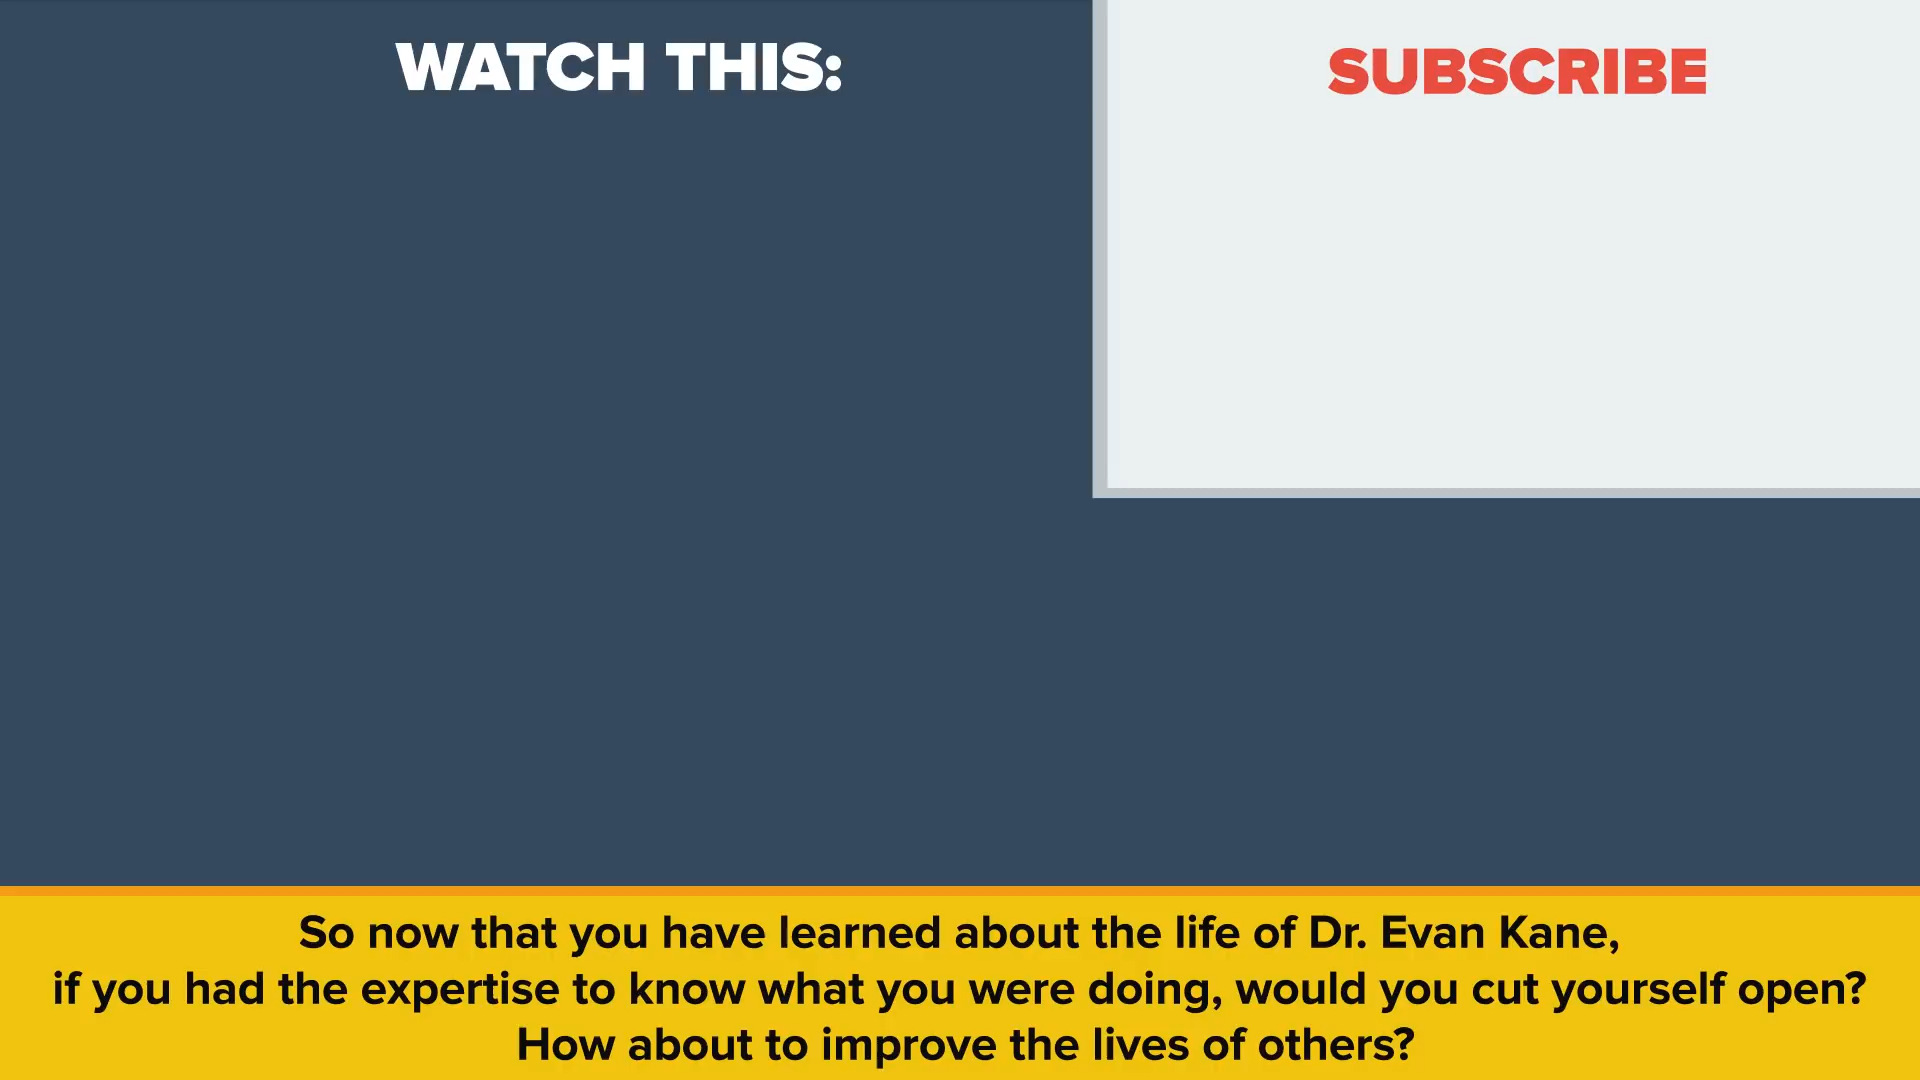 WATCH THIS:
SUBSCRIBE
So now that you have learned about the life of Dr. Evan Kane,
if you had the expertise to know what you were doing, would you cut yourself open?
How about to improve the lives of others?